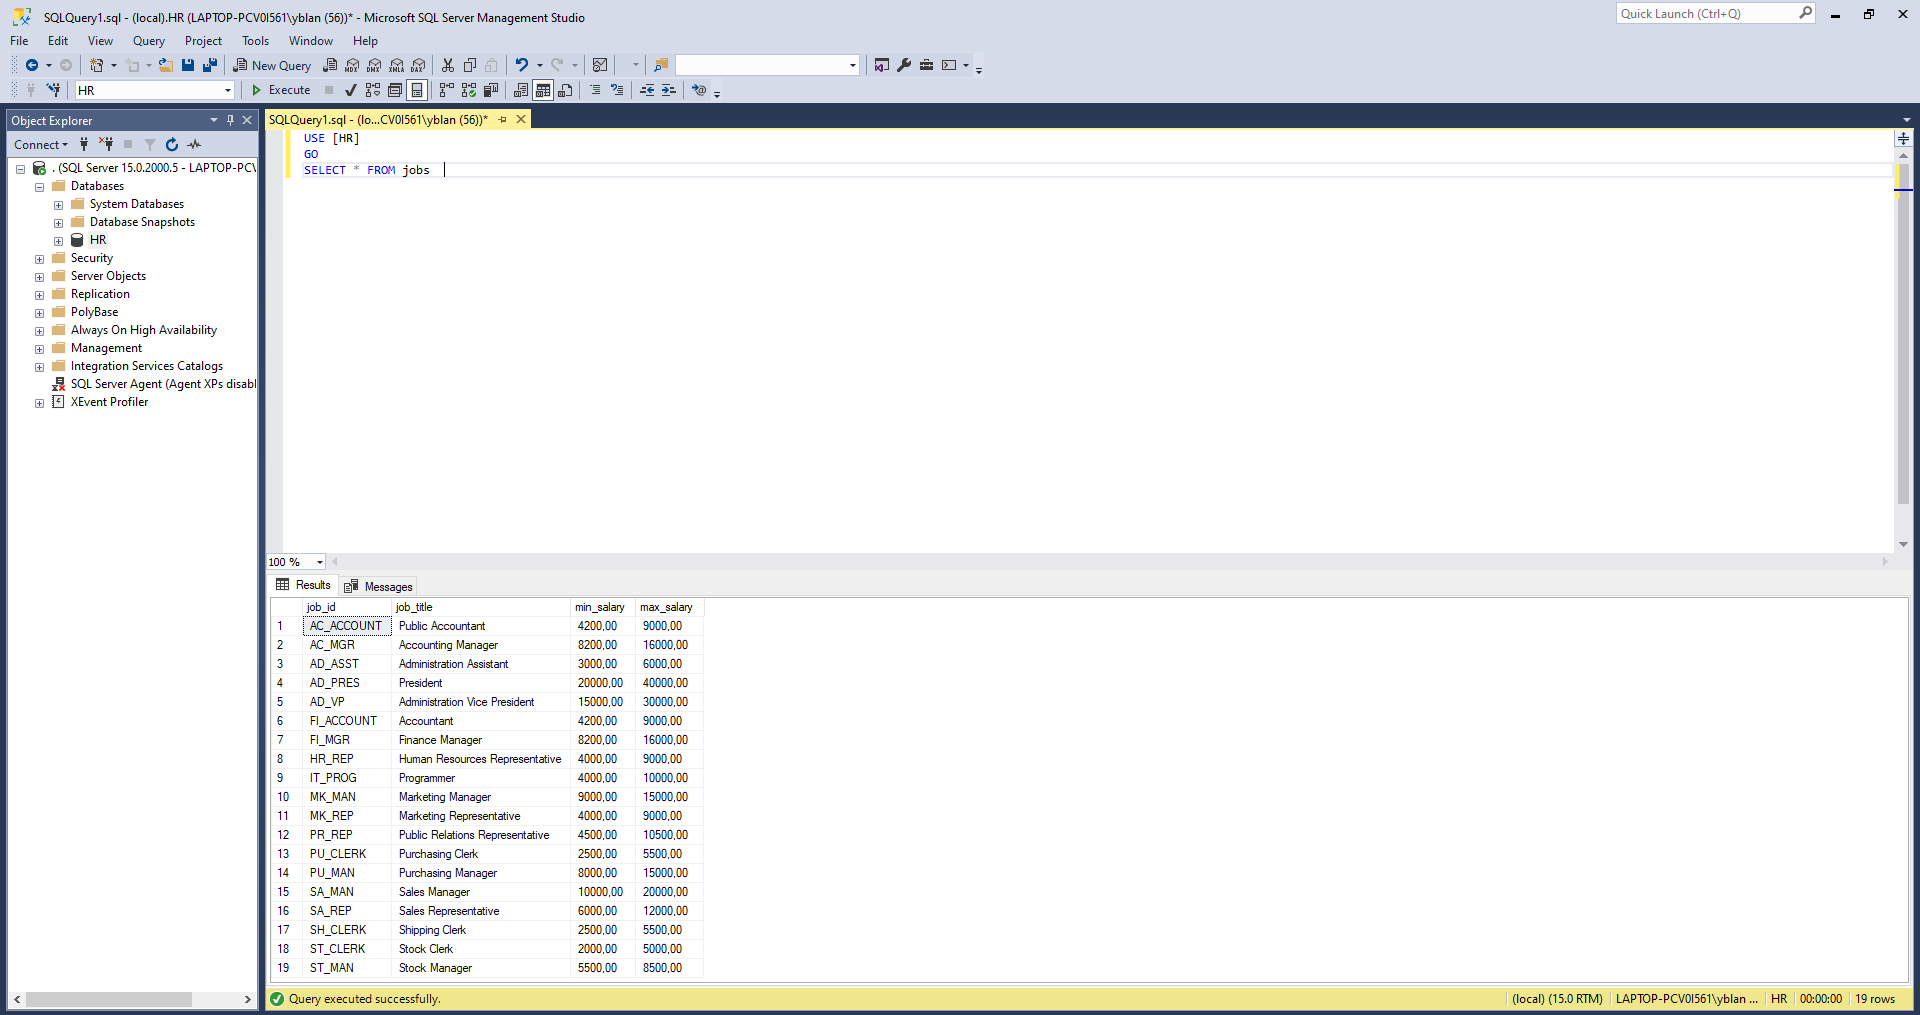 SQLQuery1.sql - (local).HR (LAPTOP-PCV0I561\yblan (56))* - Microsoft SQL Server Management Studio
Quick Launch (Ctrl+Q)
File Edit View Query Project Tools Window Help
New Query MDX DMX XMLA DAX
HR Execute
Object Explorer
SQLQuery1.sql - (lo...CV0I561\yblan (56))*
Connect
. (SQL Server 15.0.2000.5 - LAPTOP-PCV
Databases
System Databases
Database Snapshots
HR
Security
Server Objects
Replication
PolyBase
Always On High Availability
Management
Integration Services Catalogs
SQL Server Agent (Agent XPs disabl
XEvent Profiler
USE [HR]
GO
SELECT * FROM jobs
100 %
Results Messages
job_id job_title min_salary max_salary
1 AC_ACCOUNT Public Accountant 4200,00 9000,00
2 AC_MGR Accounting Manager 8200,00 16000,00
3 AD_ASST Administration Assistant 3000,00 6000,00
4 AD_PRES President 20000,00 40000,00
5 AD_VP Administration Vice President 15000,00 30000,00
6 FI_ACCOUNT Accountant 4200,00 9000,00
7 FI_MGR Finance Manager 8200,00 16000,00
8 HR_REP Human Resources Representative 4000,00 9000,00
9 IT_PROG Programmer 4000,00 10000,00
10 MK_MAN Marketing Manager 9000,00 15000,00
11 MK_REP Marketing Representative 4000,00 9000,00
12 PR_REP Public Relations Representative 4500,00 10500,00
13 PU_CLERK Purchasing Clerk 2500,00 5500,00
14 PU_MAN Purchasing Manager 8000,00 15000,00
15 SA_MAN Sales Manager 10000,00 20000,00
16 SA_REP Sales Representative 6000,00 12000,00
17 SH_CLERK Shipping Clerk 2500,00 5500,00
18 ST_CLERK Stock Clerk 2000,00 5000,00
19 ST_MAN Stock Manager 5500,00 8500,00
Query executed successfully. (local) (15.0 RTM) LAPTOP-PCV0I561\yblan ... HR 00:00:00 19 rows